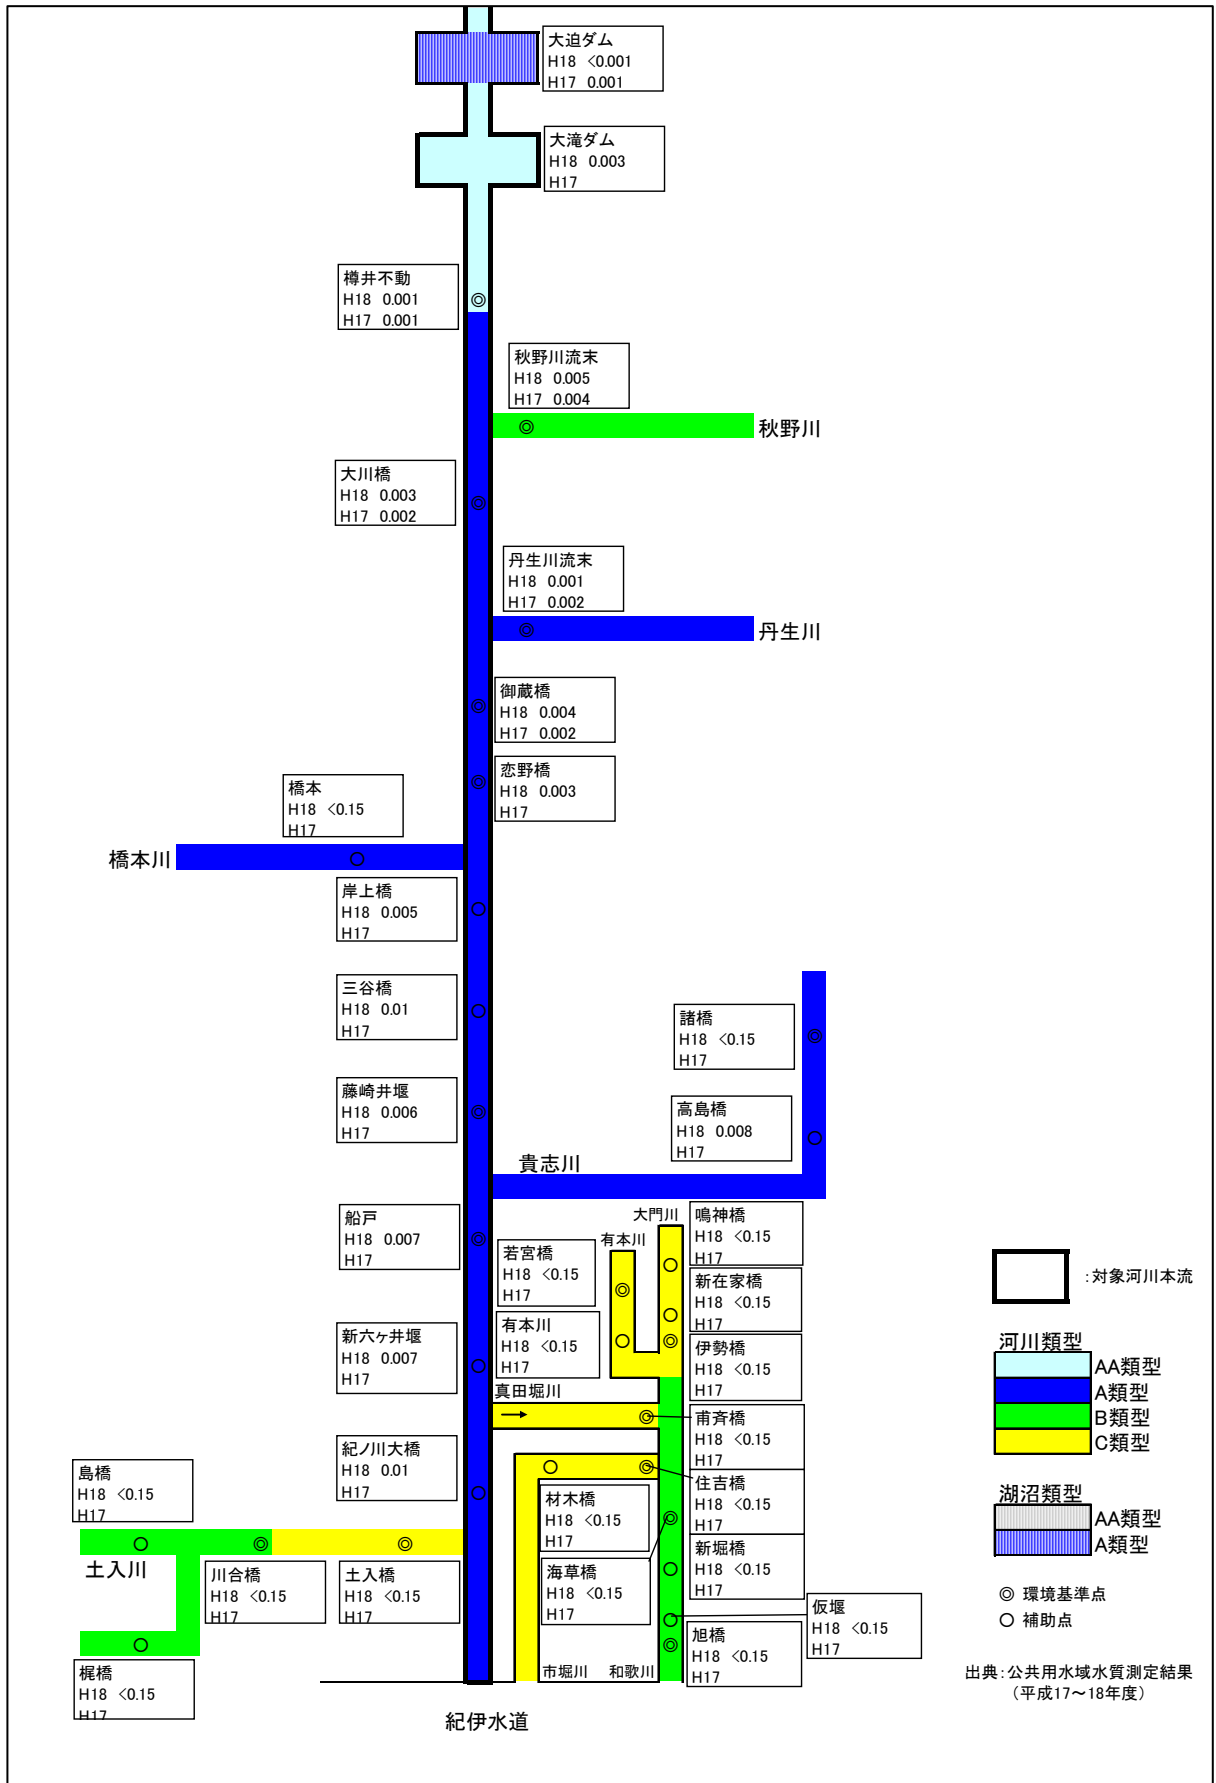 大迫ダム
H18 <0.001
H17 0.001
大滝ダム
H18 0.003
H17
樽井不動
H18 0.001
H17 0.001
秋野川流末
H18 0.005
H17 0.004
秋野川
大川橋
H18 0.003
H17 0.002
丹生川流末
H18 0.001
H17 0.002
丹生川
御蔵橋
H18 0.004
H17 0.002
恋野橋
H18 0.003
H17
橋本
H18 <0.15
H17
橋本川
岸上橋
H18 0.005
H17
三谷橋
H18 0.01
H17
諸橋
H18 <0.15
H17
藤崎井堰
H18 0.006
H17
高島橋
H18 0.008
H17
貴志川
船戸
H18 0.007
H17
大門川
有本川
鳴神橋
H18 <0.15
H17
若宮橋
H18 <0.15
H17
新在家橋
H18 <0.15
H17
有本川
H18 <0.15
H17
新六ヶ井堰
H18 0.007
H17
伊勢橋
H18 <0.15
H17
真田堀川
→
甫斉橋
H18 <0.15
H17
紀ノ川大橋
H18 0.01
H17
島橋
H18 <0.15
H17
住吉橋
H18 <0.15
H17
材木橋
H18 <0.15
H17
新堀橋
H18 <0.15
H17
土入川
川合橋
H18 <0.15
H17
土入橋
H18 <0.15
H17
海草橋
H18 <0.15
H17
仮堰
H18 <0.15
H17
旭橋
H18 <0.15
H17
梶橋
H18 <0.15
H17
市堀川
和歌川
紀伊水道
:対象河川本流
河川類型
AA類型
A類型
B類型
C類型
湖沼類型
AA類型
A類型
◎ 環境基準点
○ 補助点
出典:公共用水域水質測定結果
(平成17～18年度)